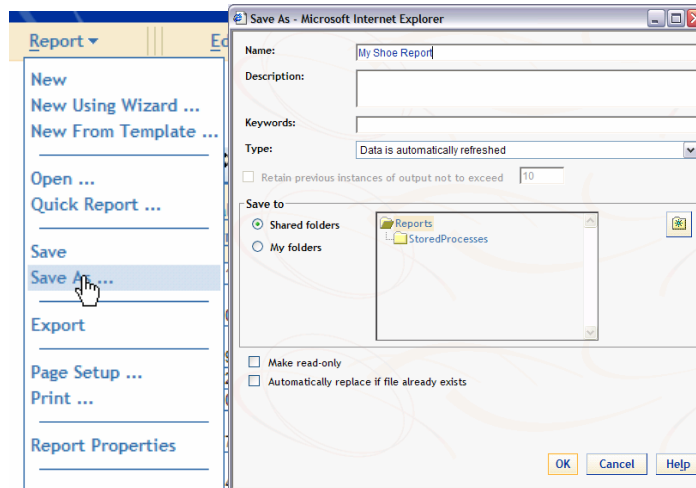 Report
Ed
New
New Using Wizard ...
New From Template ...
Open ...
Quick Report ...
Save
Save As ...
Export
Page Setup ...
Print ...
Report Properties
Save As - Microsoft Internet Explorer
Name:
My Shoe Report
Description:
Keywords:
Type:
Data is automatically refreshed
Retain previous instances of output not to exceed
10
Save to
Shared folders
My folders
Reports
StoredProcesses
Make read-only
Automatically replace if file already exists
OK
Cancel
Help